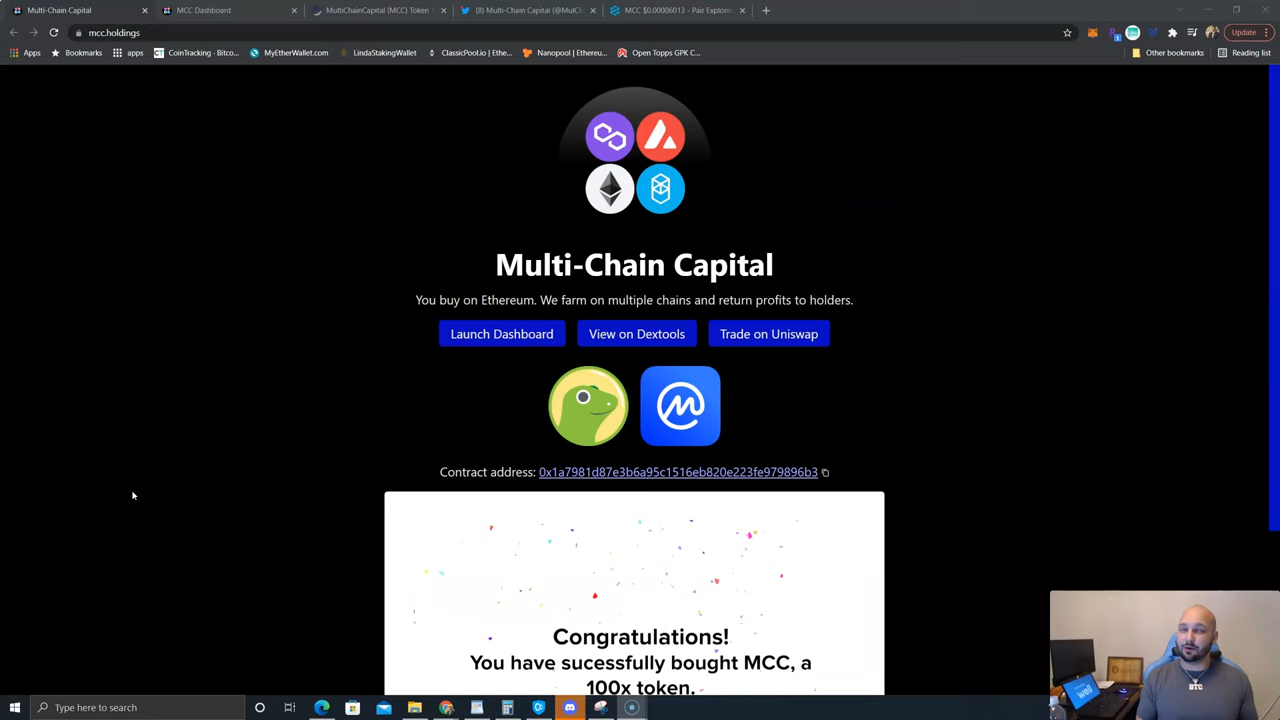 Multi-Chain Capital
MCC Dashboard
MultiChainCapital (MCC) Token
(8) Multi-Chain Capital (@MulCh
MCC $0.00006013 - Pair Explorer
mcc.holdings
Update
Apps
apps
CoinTracking - Bitco...
MyEtherWallet.com
LindaStakingWallet
ClassicPool.io | Ethe...
Nanopool | Ethereu...
Open Topps GPK C...
Other bookmarks
Reading list
Multi-Chain Capital
You buy on Ethereum. We farm on multiple chains and return profits to holders.
Launch Dashboard
View on Dextools
Trade on Uniswap
Contract address: 0x1a7981d87e3b6a95c1516eb820e223fe979896b3
Congratulations!
You have sucessfully bought MCC, a
100x token.
Type here to search
BTC